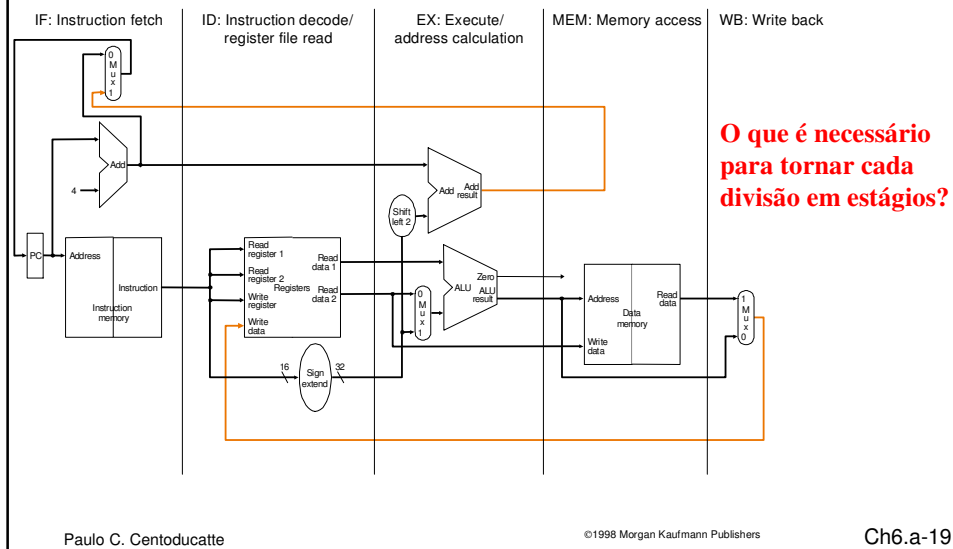 IF: Instruction fetch
ID: Instruction decode/
register file read
EX: Execute/
address calculation
MEM: Memory access
WB: Write back
0
M
u
x
1
Add
4
Add
Add
result
Shift
left 2
O que é necessário
para tornar cada
divisão em estágios?
PC
Address
Instruction
Instruction
memory
Read
register 1
Read
register 2
Write
register
Write
data
Registers
Read
data 1
Read
data 2
0
M
u
x
1
ALU
Zero
ALU
result
Address
Write
data
Data
memory
Read
data
1
M
u
x
0
16
Sign
extend
32
Paulo C. Centoducatte
©1998 Morgan Kaufmann Publishers
Ch6.a-19